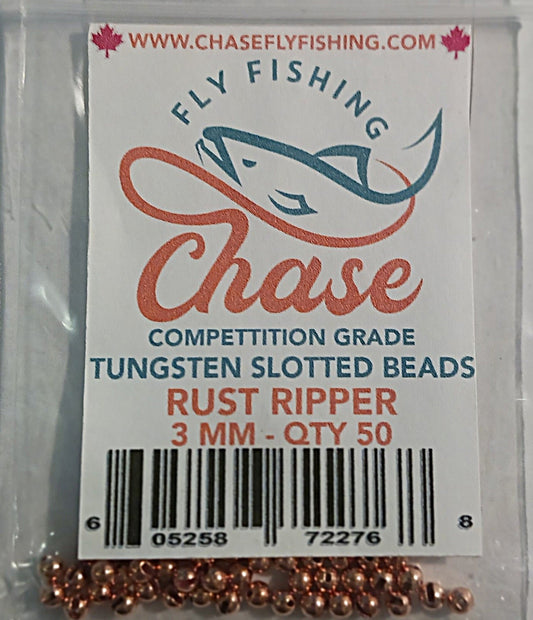 WWW.CHASEFLYFISHING.COM
FLY FISHING
Chase
COMPETTITION GRADE
TUNGSTEN SLOTTED BEADS
RUST RIPPER
3 MM - QTY 50
6 05258 72276 8